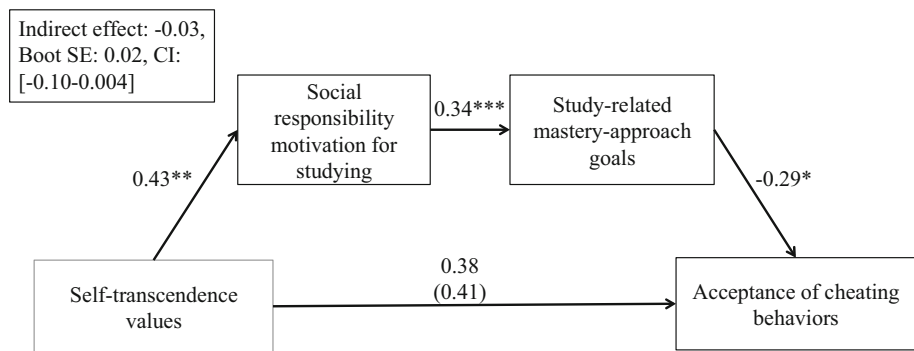 Indirect effect: -0.03,
Boot SE: 0.02, CI:
[-0.10-0.004]
Social
responsibility
motivation for
studying
0.34***
Study-related
mastery-approach
goals
0.43**
-0.29*
Self-transcendence
values
0.38
(0.41)
Acceptance of cheating
behaviors